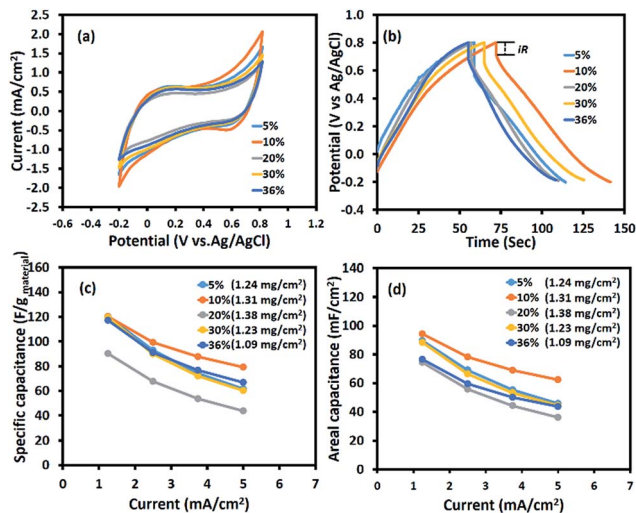 (a)
Current (mA/cm²)
2.5
2.0
1.5
1.0
0.5
0.0
-0.5
-1.0
-1.5
-2.0
-2.5
5%
10%
20%
30%
36%
-0.6 -0.4 -0.2 0 0.2 0.4 0.6 0.8 1 1.2
Potential (V vs.Ag/AgCl)
(b)
Potential (V vs Ag/AgCl)
1.0
0.8
0.6
0.4
0.2
0.0
-0.2
-0.4
iR
5%
10%
20%
30%
36%
0 25 50 75 100 125 150
Time (Sec)
(c)
Specific capacitance (F/gmaterial)
160
140
120
100
80
60
40
20
0
5% (1.24 mg/cm²)
10%(1.31 mg/cm²)
20%(1.38 mg/cm²)
30%(1.23 mg/cm²)
36%(1.09 mg/cm²)
0 1 2 3 4 5 6 7
Current (mA/cm²)
(d)
Areal capacitance (mF/cm²)
140
120
100
80
60
40
20
0
5% (1.24 mg/cm²)
10% (1.31 mg/cm²)
20% (1.38 mg/cm²)
30% (1.23 mg/cm²)
36% (1.09 mg/cm²)
0 1 2 3 4 5 6 7
Current (mA/cm²)